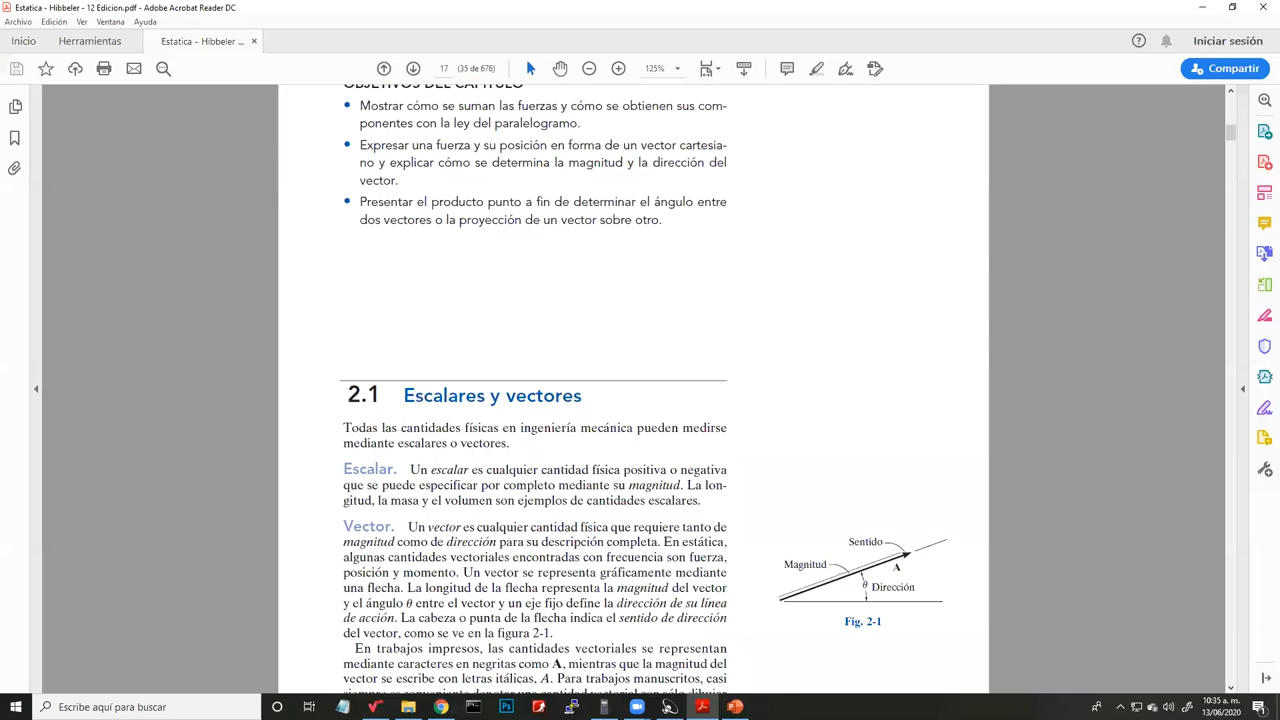 Estatica - Hibbeler - 12 Edicion.pdf - Adobe Acrobat Reader DC
Archivo Edición Ver Ventana Ayuda
Inicio Herramientas Estatica - Hibbeler ... × Iniciar sesión
17 (35 de 676) 125% Compartir
OBJETIVOS DEL CAPÍTULO
• Mostrar cómo se suman las fuerzas y cómo se obtienen sus com-
ponentes con la ley del paralelogramo.
• Expresar una fuerza y su posición en forma de un vector cartesia-
no y explicar cómo se determina la magnitud y la dirección del
vector.
• Presentar el producto punto a fin de determinar el ángulo entre
dos vectores o la proyección de un vector sobre otro.
2.1 Escalares y vectores
Todas las cantidades físicas en ingeniería mecánica pueden medirse
mediante escalares o vectores.
Escalar. Un escalar es cualquier cantidad física positiva o negativa
que se puede especificar por completo mediante su magnitud. La lon-
gitud, la masa y el volumen son ejemplos de cantidades escalares.
Vector. Un vector es cualquier cantidad física que requiere tanto de
magnitud como de dirección para su descripción completa. En estática,
algunas cantidades vectoriales encontradas con frecuencia son fuerza,
posición y momento. Un vector se representa gráficamente mediante
una flecha. La longitud de la flecha representa la magnitud del vector
y el ángulo θ entre el vector y un eje fijo define la dirección de su línea
de acción. La cabeza o punta de la flecha indica el sentido de dirección
del vector, como se ve en la figura 2-1.
En trabajos impresos, las cantidades vectoriales se representan
mediante caracteres en negritas como A, mientras que la magnitud del
vector se escribe con letras itálicas, A. Para trabajos manuscritos, casi
siempre es conveniente denotar una cantidad vectorial con sólo dibujar
Sentido
Magnitud
A
θ Dirección
Fig. 2-1
Escribe aquí para buscar
10:35 a. m.
13/06/2020